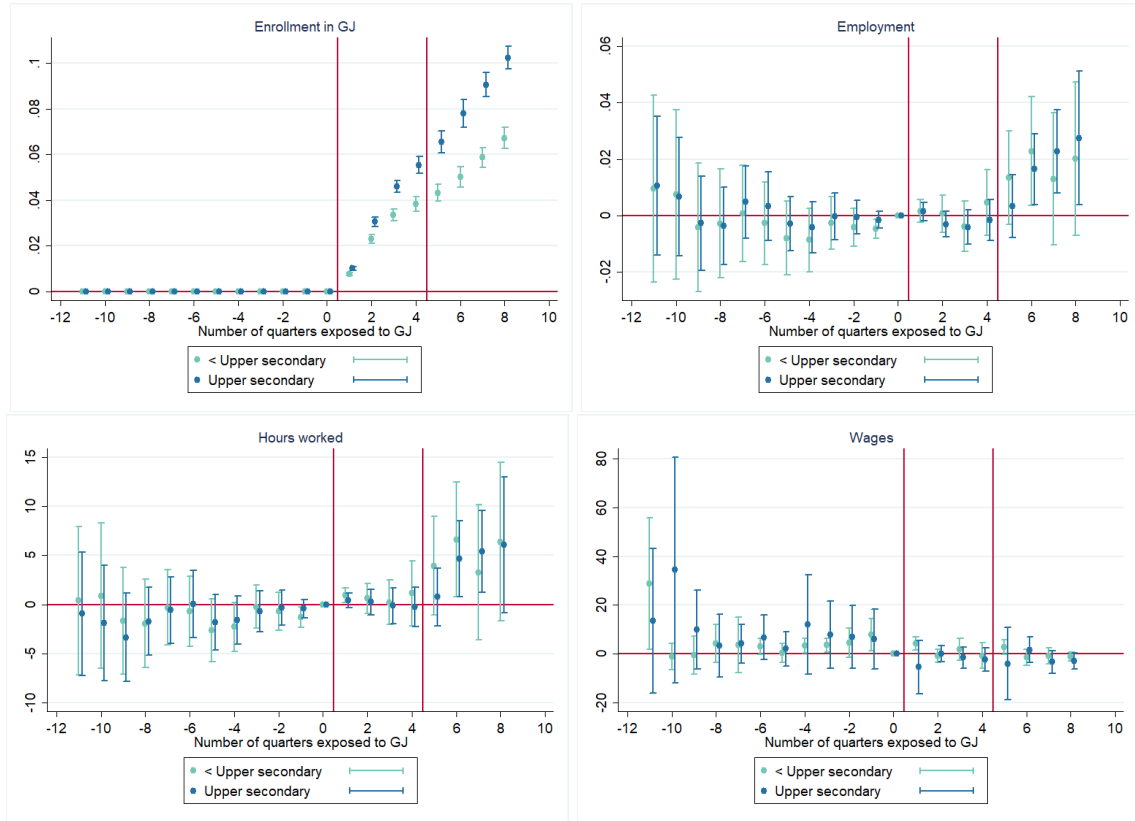 Enrollment in GJ
.1
.08
.06
.04
.02
0
-12 -10 -8 -6 -4 -2 0 2 4 6 8 10
Number of quarters exposed to GJ
< Upper secondary
Upper secondary
Employment
.06
.04
.02
0
-.02
-12 -10 -8 -6 -4 -2 0 2 4 6 8 10
Number of quarters exposed to GJ
< Upper secondary
Upper secondary
Hours worked
15
10
5
0
-5
-10
-12 -10 -8 -6 -4 -2 0 2 4 6 8 10
Number of quarters exposed to GJ
< Upper secondary
Upper secondary
Wages
80
60
40
20
0
-20
-12 -10 -8 -6 -4 -2 0 2 4 6 8 10
Number of quarters exposed to GJ
< Upper secondary
Upper secondary